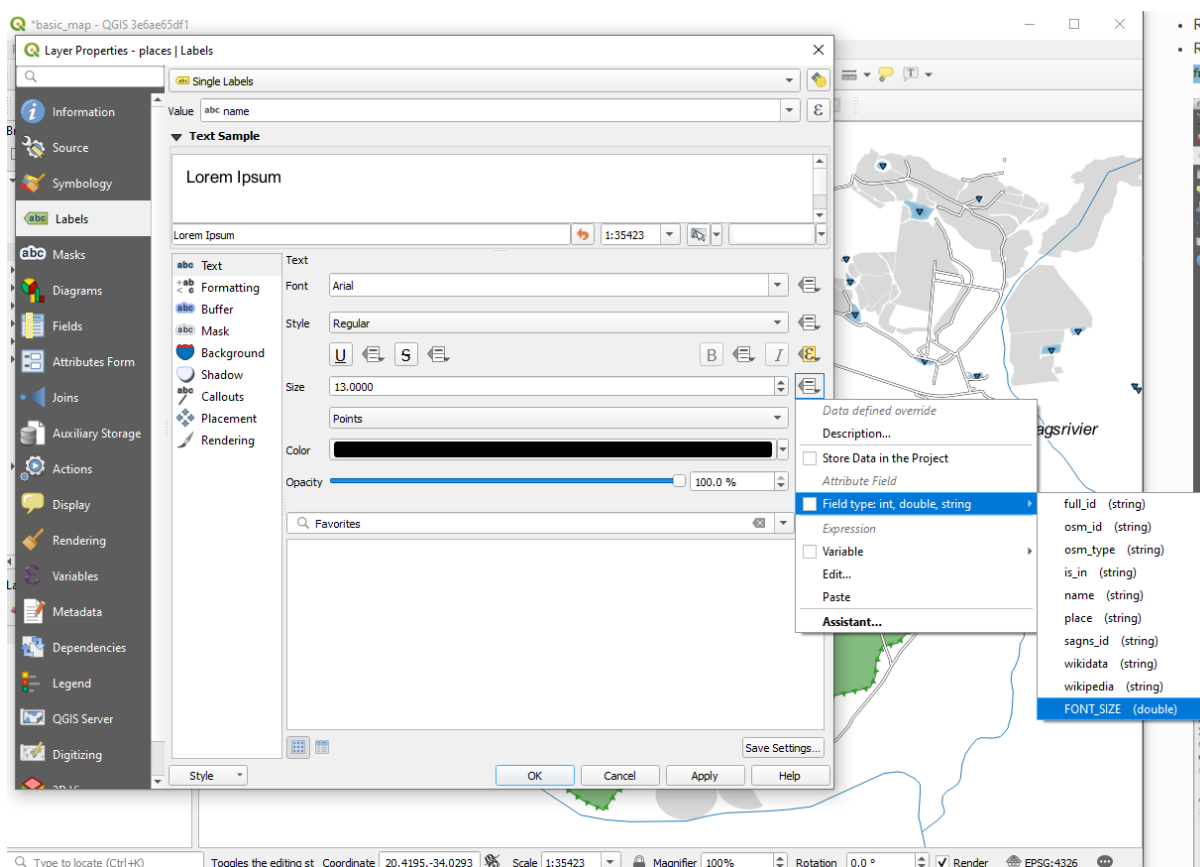 *basic_map - QGIS 3e6ae65df1
Layer Properties - places | Labels
Single Labels
Value abc name
Text Sample
Lorem Ipsum
Lorem Ipsum
1:35423
Information
Source
Symbology
abc Labels
abc Masks
Diagrams
Fields
Attributes Form
Joins
Auxiliary Storage
Actions
Display
Rendering
Variables
Metadata
Dependencies
Legend
QGIS Server
Digitizing
abc Text
+ab < c Formatting
abc Buffer
abc Mask
Background
Shadow
abc Callouts
Placement
Rendering
Text
Font Arial
Style Regular
U S B I ε
Size 13.0000
Points
Color
Opacity 100.0 %
Favorites
Save Settings...
Style OK Cancel Apply Help
Data defined override
Description...
Store Data in the Project
Attribute Field
Field type: int, double, string
Expression
Variable
Edit...
Paste
Assistant...
full_id (string)
osm_id (string)
osm_type (string)
is_in (string)
name (string)
place (string)
sagns_id (string)
wikidata (string)
wikipedia (string)
FONT_SIZE (double)
agsrivier
Type to locate (Ctrl+K)
Toggles the editing st Coordinate 20.4195,-34.0293 Scale 1:35423 Magnifier 100% Rotation 0.0 ° Render EPSG:4326